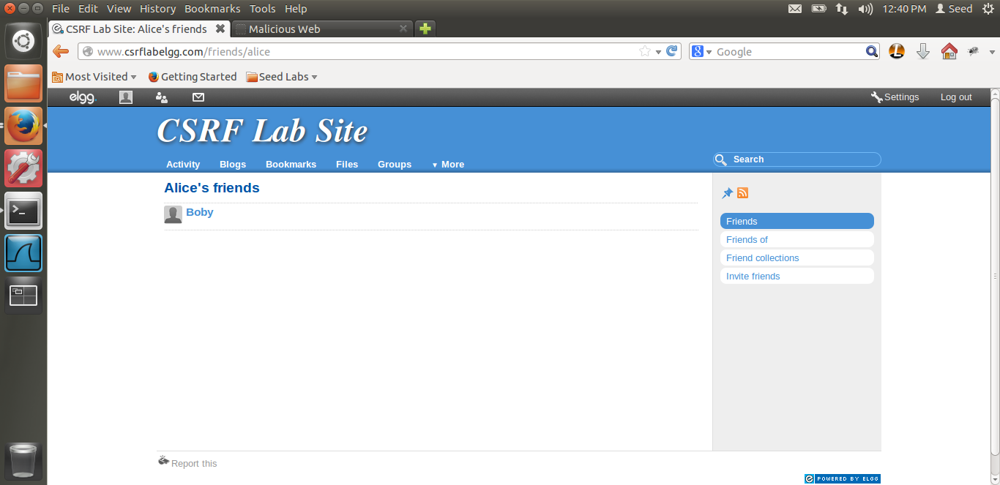 File Edit View History Bookmarks Tools Help 12:40 PM Seed
CSRF Lab Site: Alice's friends Malicious Web
www.csrflabelgg.com/friends/alice Google
Most Visited Getting Started Seed Labs
elgg. Settings Log out
CSRF Lab Site
Activity Blogs Bookmarks Files Groups More Search
Alice's friends
Boby
Friends
Friends of
Friend collections
Invite friends
Report this
POWERED BY ELGG